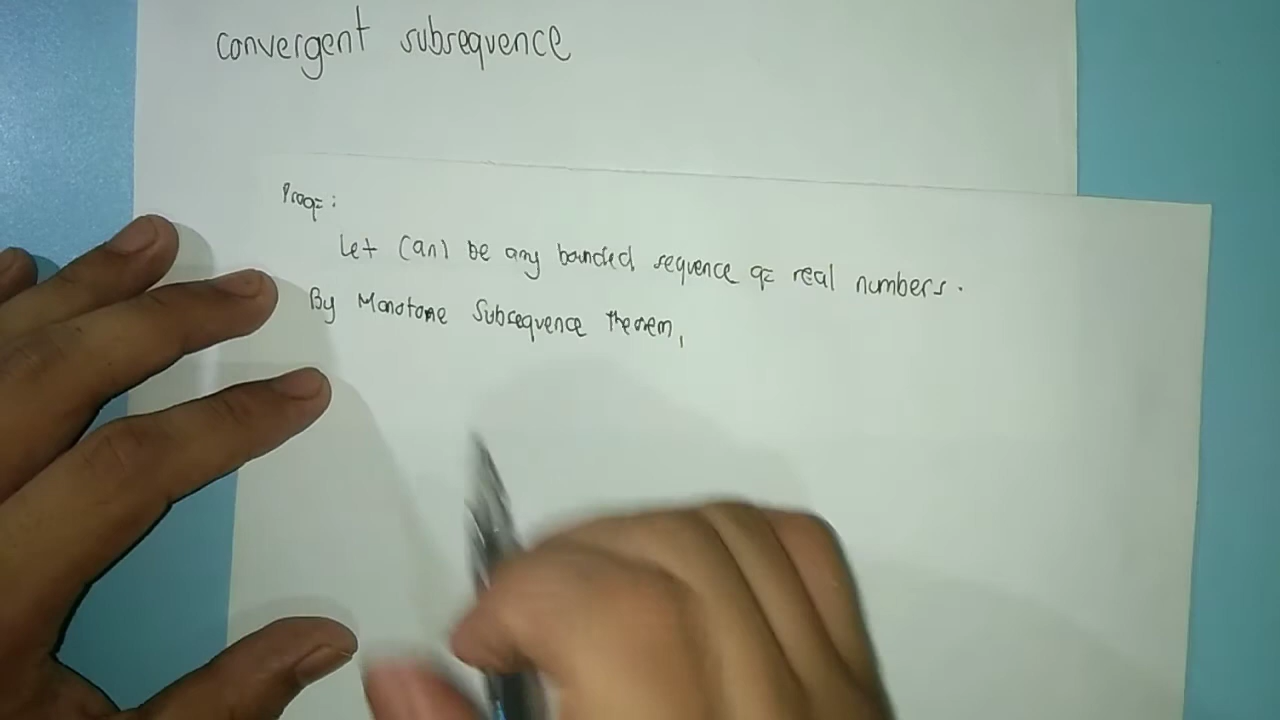 convergent subsequence
Proof:
Let (an) be any bounded sequence of real numbers.
By Monotone Subsequence Theorem,